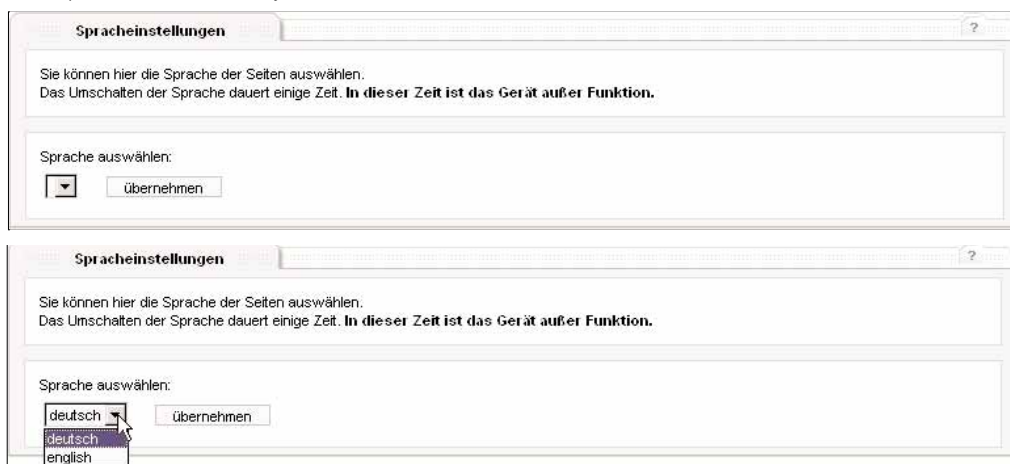 Spracheinstellungen
?
Sie können hier die Sprache der Seiten auswählen.
Das Umschalten der Sprache dauert einige Zeit. In dieser Zeit ist das Gerät außer Funktion.
Sprache auswählen:
übernehmen
Spracheinstellungen
?
Sie können hier die Sprache der Seiten auswählen.
Das Umschalten der Sprache dauert einige Zeit. In dieser Zeit ist das Gerät außer Funktion.
Sprache auswählen:
deutsch übernehmen
deutsch
english